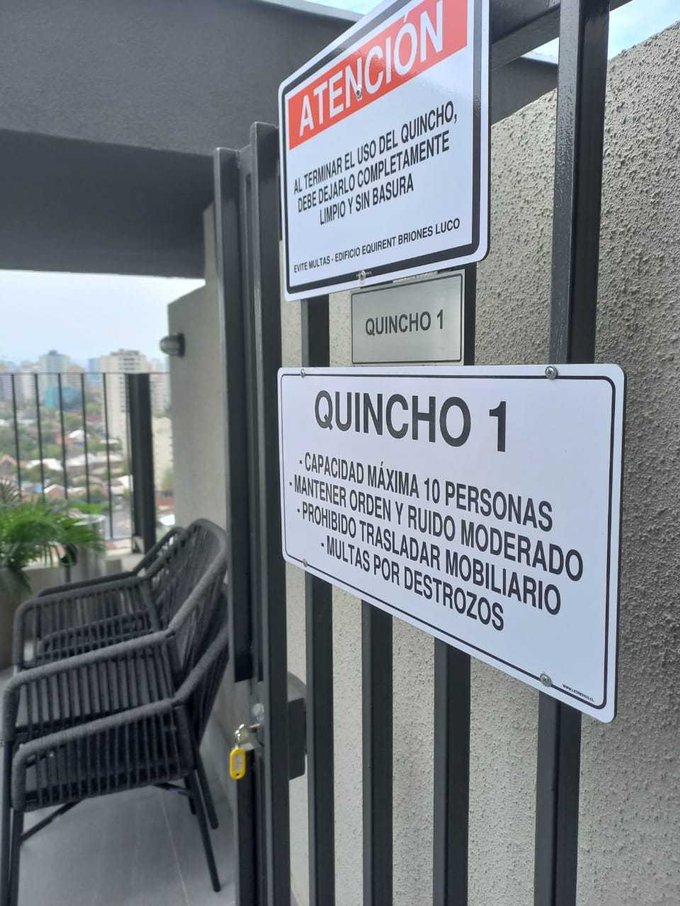 ATENCIÓN
AL TERMINAR EL USO DEL QUINCHO,
DEBE DEJARLO COMPLETAMENTE
LIMPIO Y SIN BASURA
EVITE MULTAS - EDIFICIO EQUIRENT BRIONES LUCO
QUINCHO 1
QUINCHO 1
- CAPACIDAD MÁXIMA 10 PERSONAS
- MANTENER ORDEN Y RUIDO MODERADO
- PROHIBIDO TRASLADAR MOBILIARIO
- MULTAS POR DESTROZOS